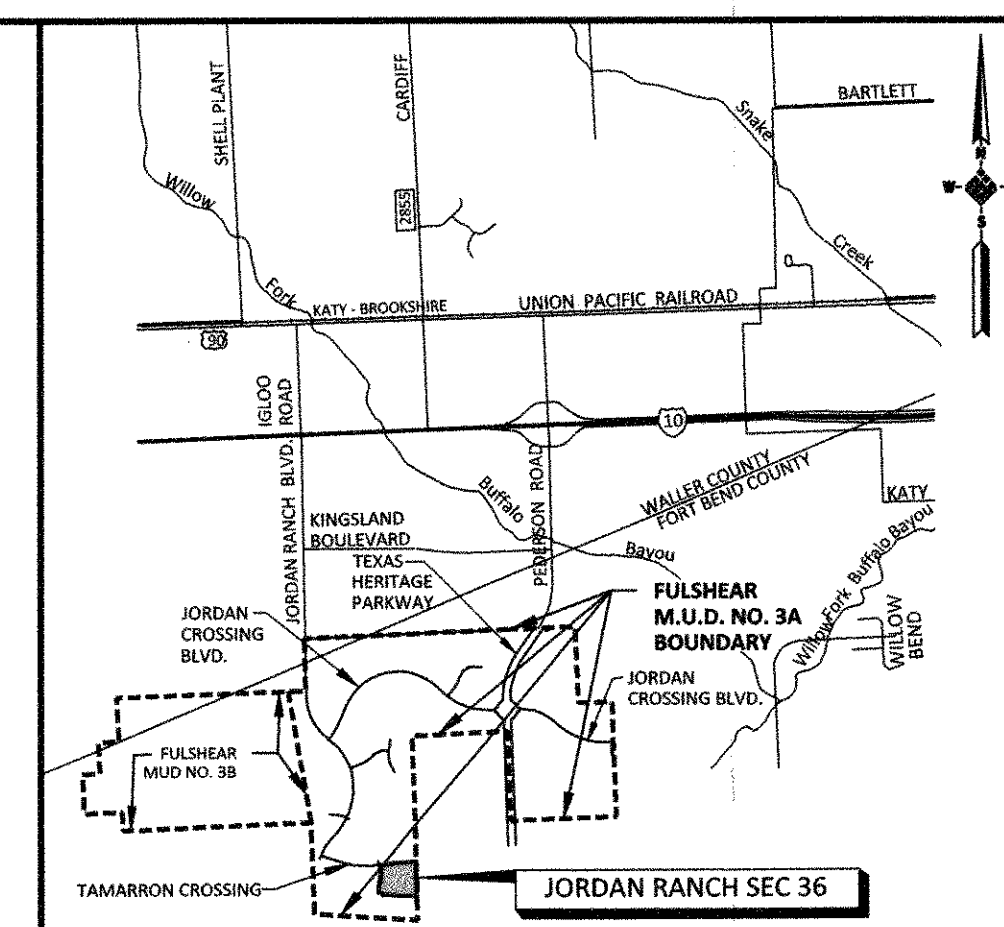 BARTLETT
SHELL PLANT
CARDIFF
Snake
N
W
S
Willow
2855
Creek
Fork
KATY - BROOKSHIRE
UNION PACIFIC RAILROAD
90
IGLOO
ROAD
10
JORDAN RANCH BLVD.
PEDERSON ROAD
WALLER COUNTY
FORT BEND COUNTY
KATY
Buffalo
KINGSLAND
BOULEVARD
Bayou
Willow Fork Buffalo Bayou
TEXAS
HERITAGE
PARKWAY
FULSHEAR
M.U.D. NO. 3A
BOUNDARY
WILLOW
BEND
JORDAN
CROSSING
BLVD.
JORDAN
CROSSING BLVD.
FULSHEAR
MUD NO. 3B
TAMARRON CROSSING
JORDAN RANCH SEC 36